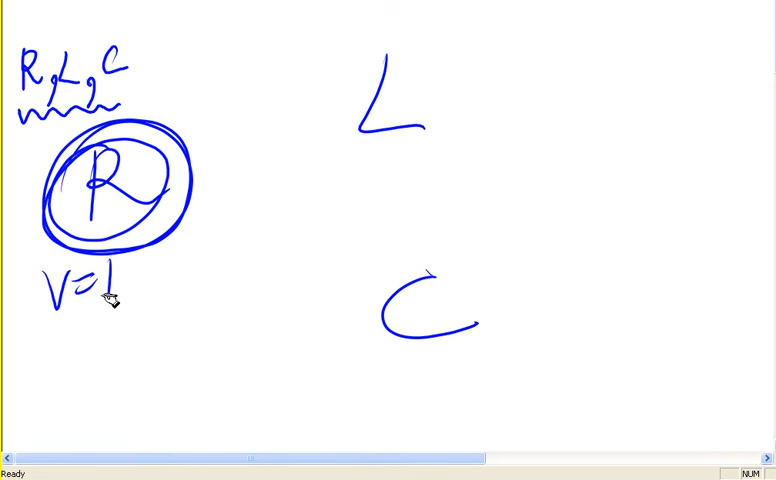 R, L, C
L
R
V=I
C
Ready
NUM